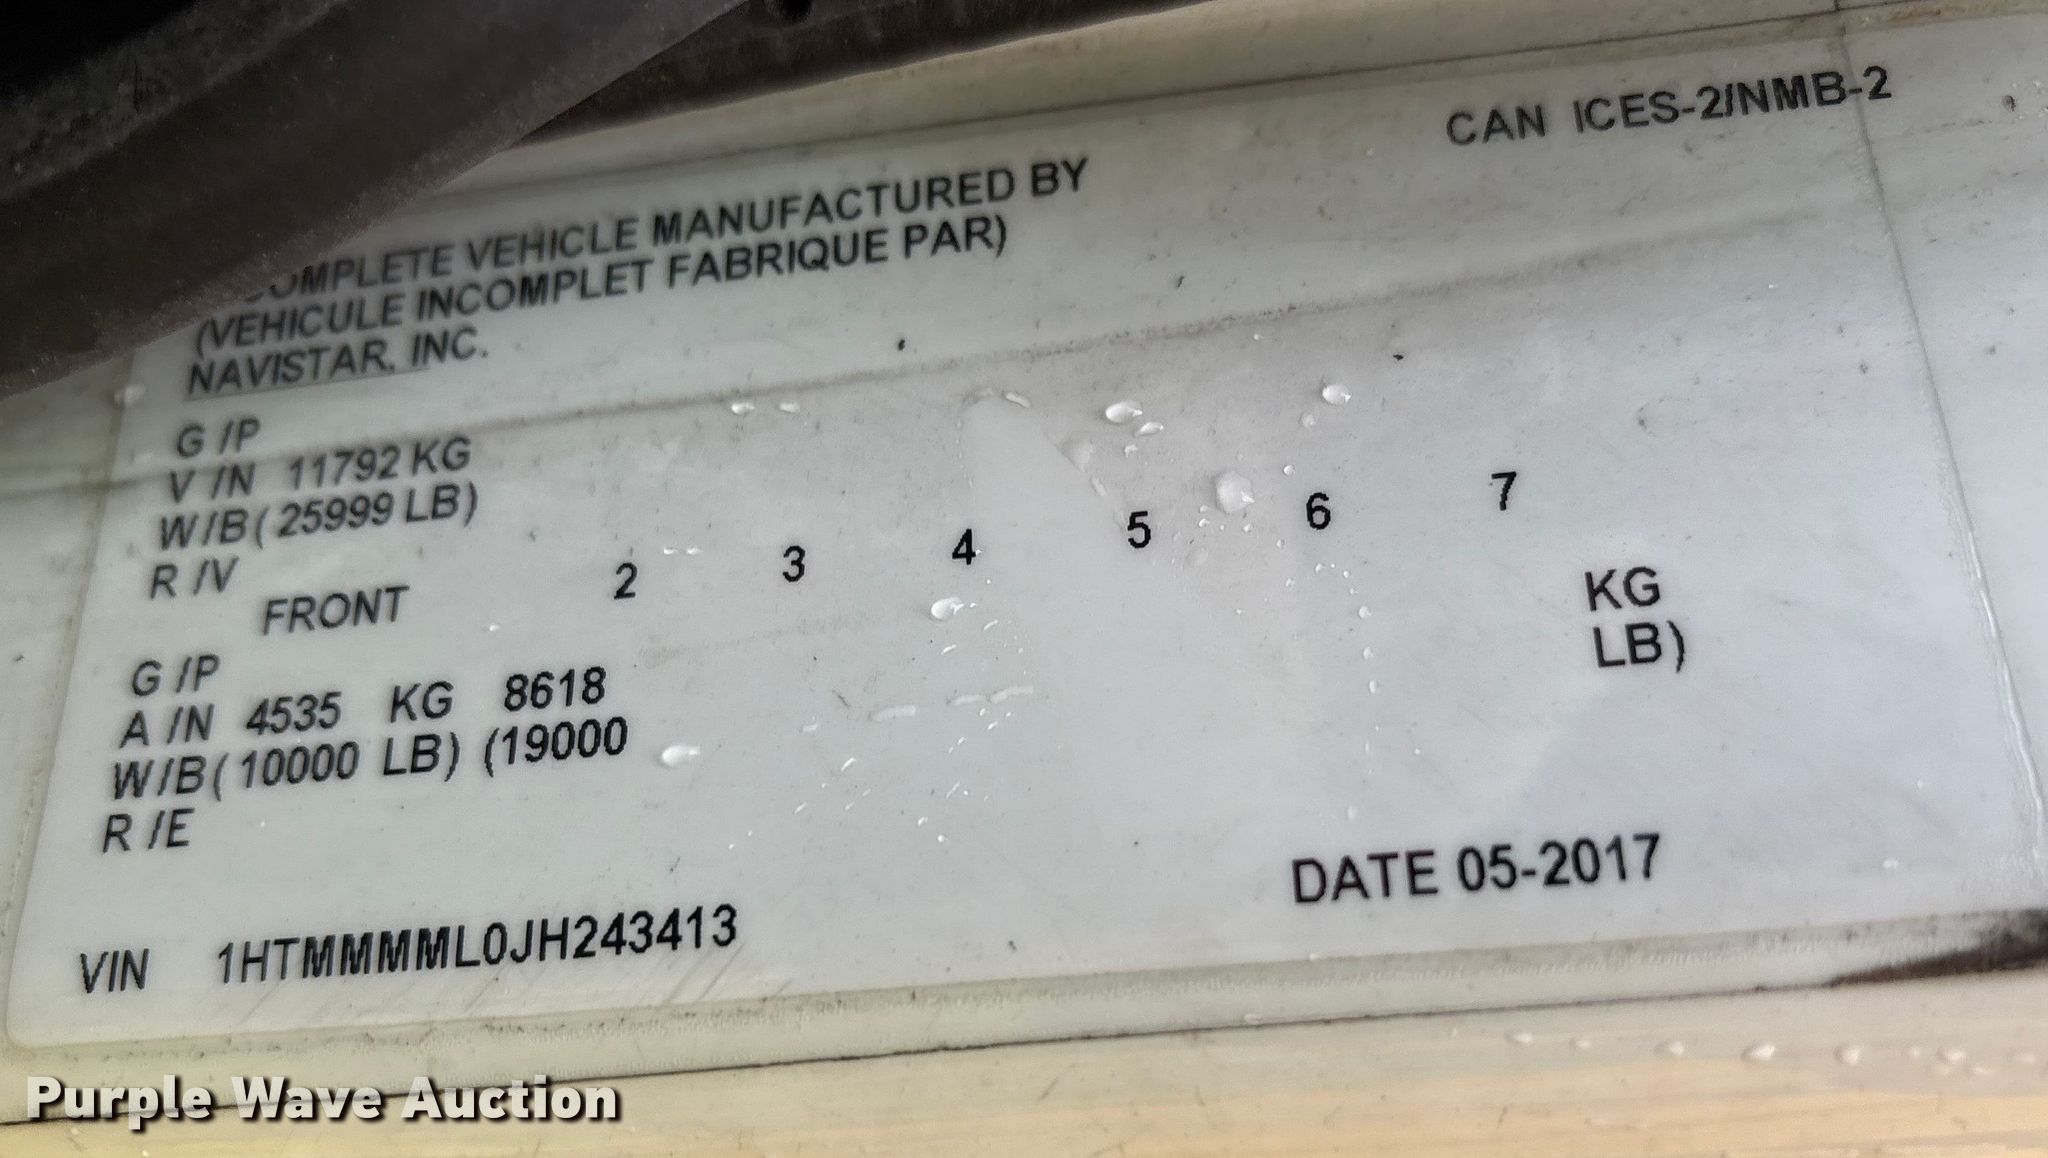 CAN ICES-2/NMB-2
COMPLETE VEHICLE MANUFACTURED BY
(VEHICULE INCOMPLET FABRIQUE PAR)
NAVISTAR, INC.
G /P
V /N 11792 KG
W/B( 25999 LB)
R /V
FRONT 2 3 4 5 6 7
G /P
A /N 4535 KG 8618 KG
W/B( 10000 LB) (19000 LB)
R /E
DATE 05-2017
VIN 1HTMMMML0JH243413
Purple Wave Auction